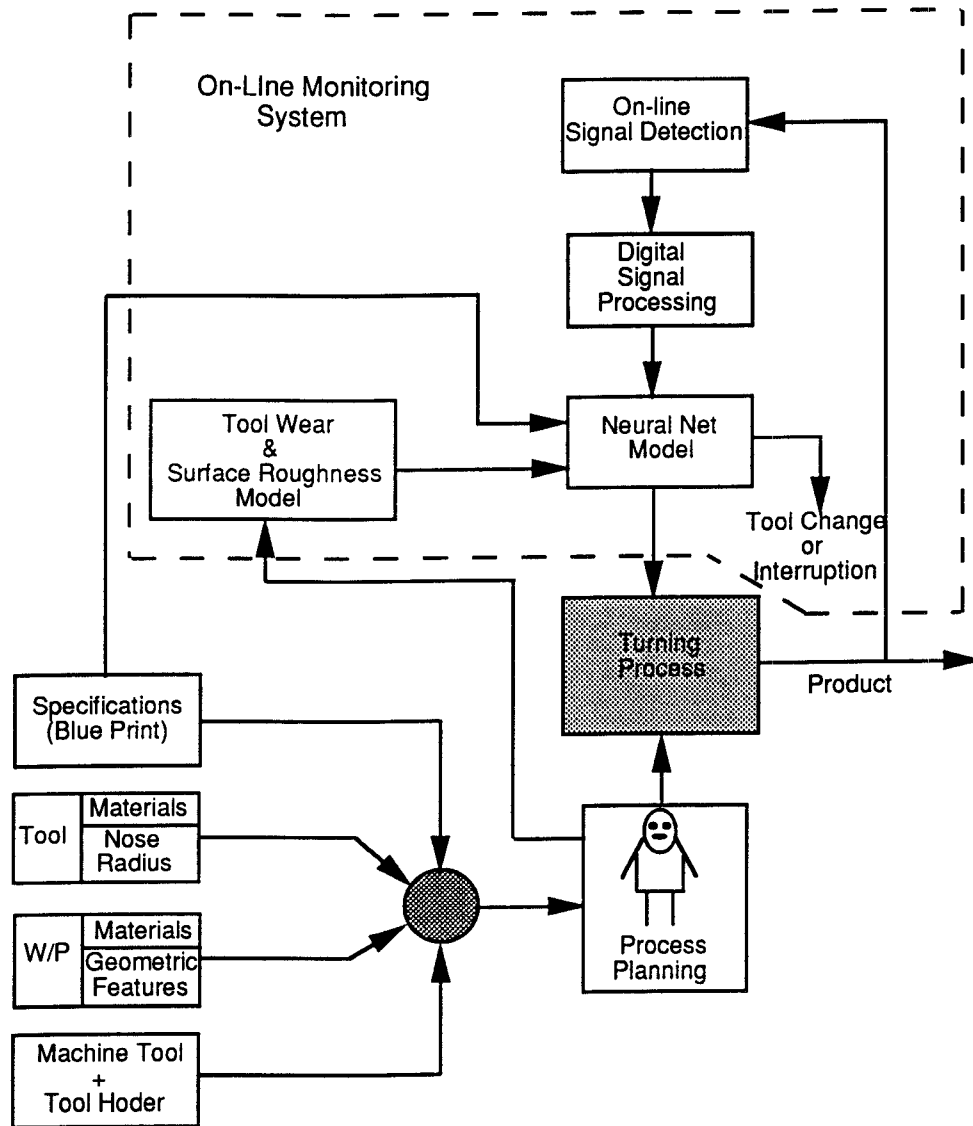 On-LIne Monitoring
System
On-line
Signal Detection
Digital
Signal
Processing
Tool Wear
&
Surface Roughness
Model
Neural Net
Model
Tool Change
or
Interruption
Turning
Process
Product
Specifications
(Blue Print)
Tool
Materials
Nose
Radius
W/P
Materials
Geometric
Features
Machine Tool
+
Tool Hoder
Process
Planning